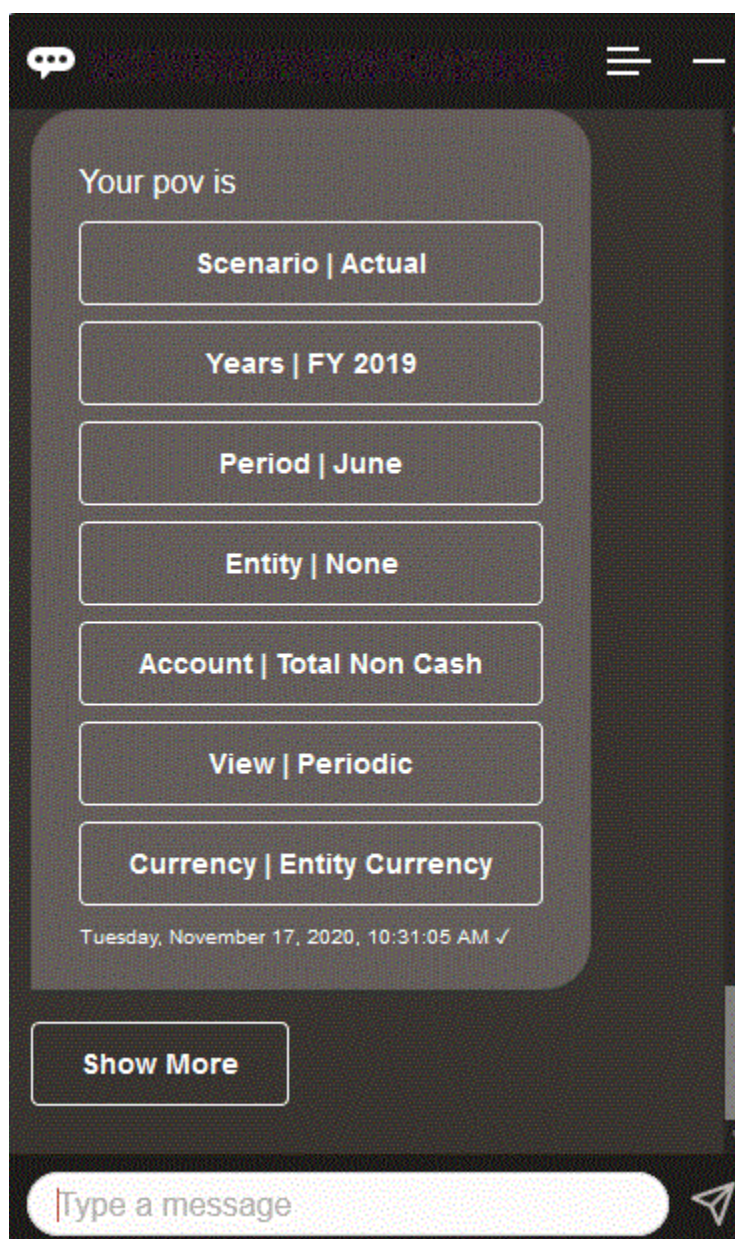 Your pov is
Scenario | Actual
Years | FY 2019
Period | June
Entity | None
Account | Total Non Cash
View | Periodic
Currency | Entity Currency
Tuesday, November 17, 2020, 10:31:05 AM ✓
Show More
Type a message